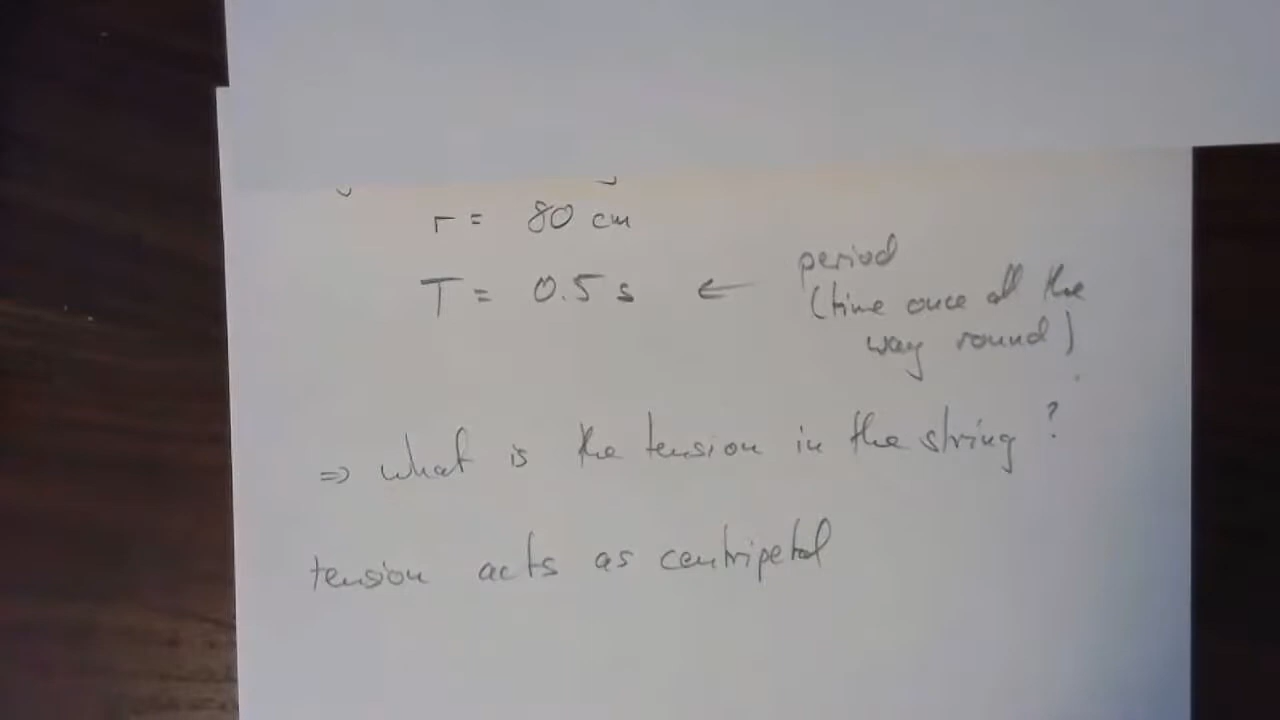 r = 80 cm
T = 0.5 s ← period
(time once all the
way round)
⇒ what is the tension in the string?
tension acts as centripetal